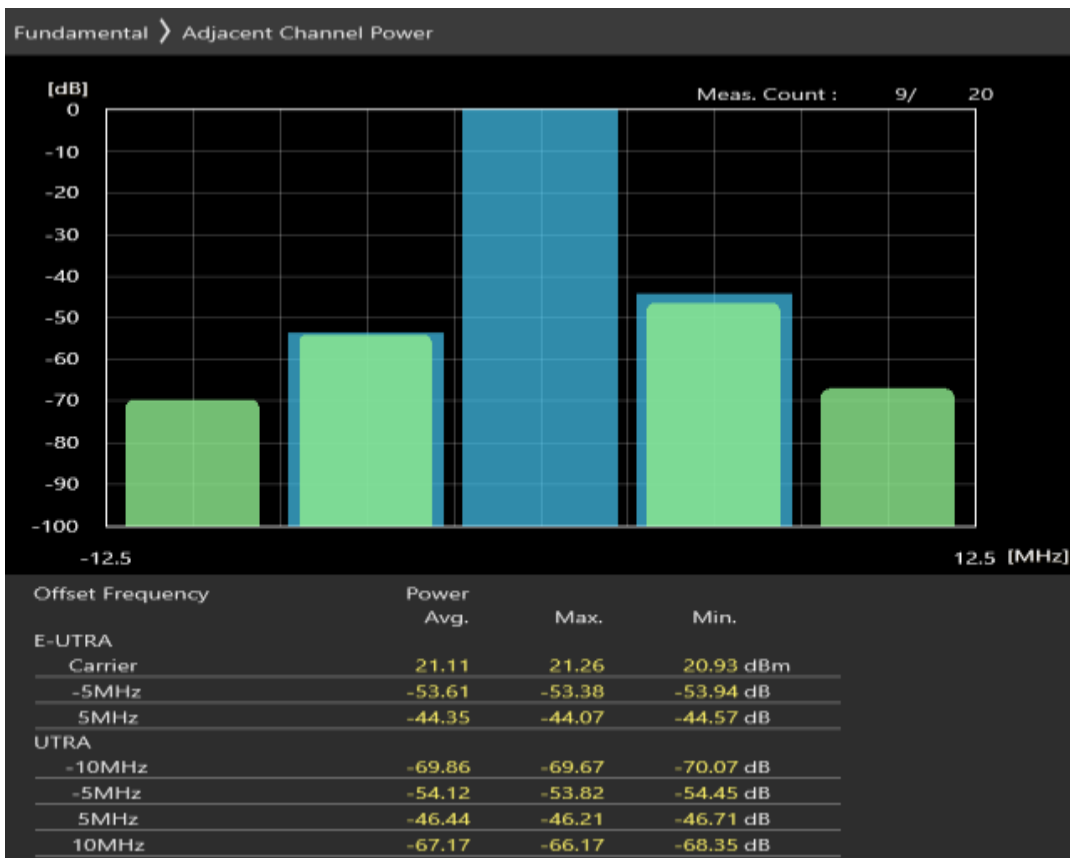 Fundamental 〉 Adjacent Channel Power
[dB]
Meas. Count : 9/ 20
0
-10
-20
-30
-40
-50
-60
-70
-80
-90
-100
-12.5 12.5 [MHz]
Offset Frequency Power
Avg. Max. Min.
E-UTRA
Carrier 21.11 21.26 20.93 dBm
-5MHz -53.61 -53.38 -53.94 dB
5MHz -44.35 -44.07 -44.57 dB
UTRA
-10MHz -69.86 -69.67 -70.07 dB
-5MHz -54.12 -53.82 -54.45 dB
5MHz -46.44 -46.21 -46.71 dB
10MHz -67.17 -66.17 -68.35 dB